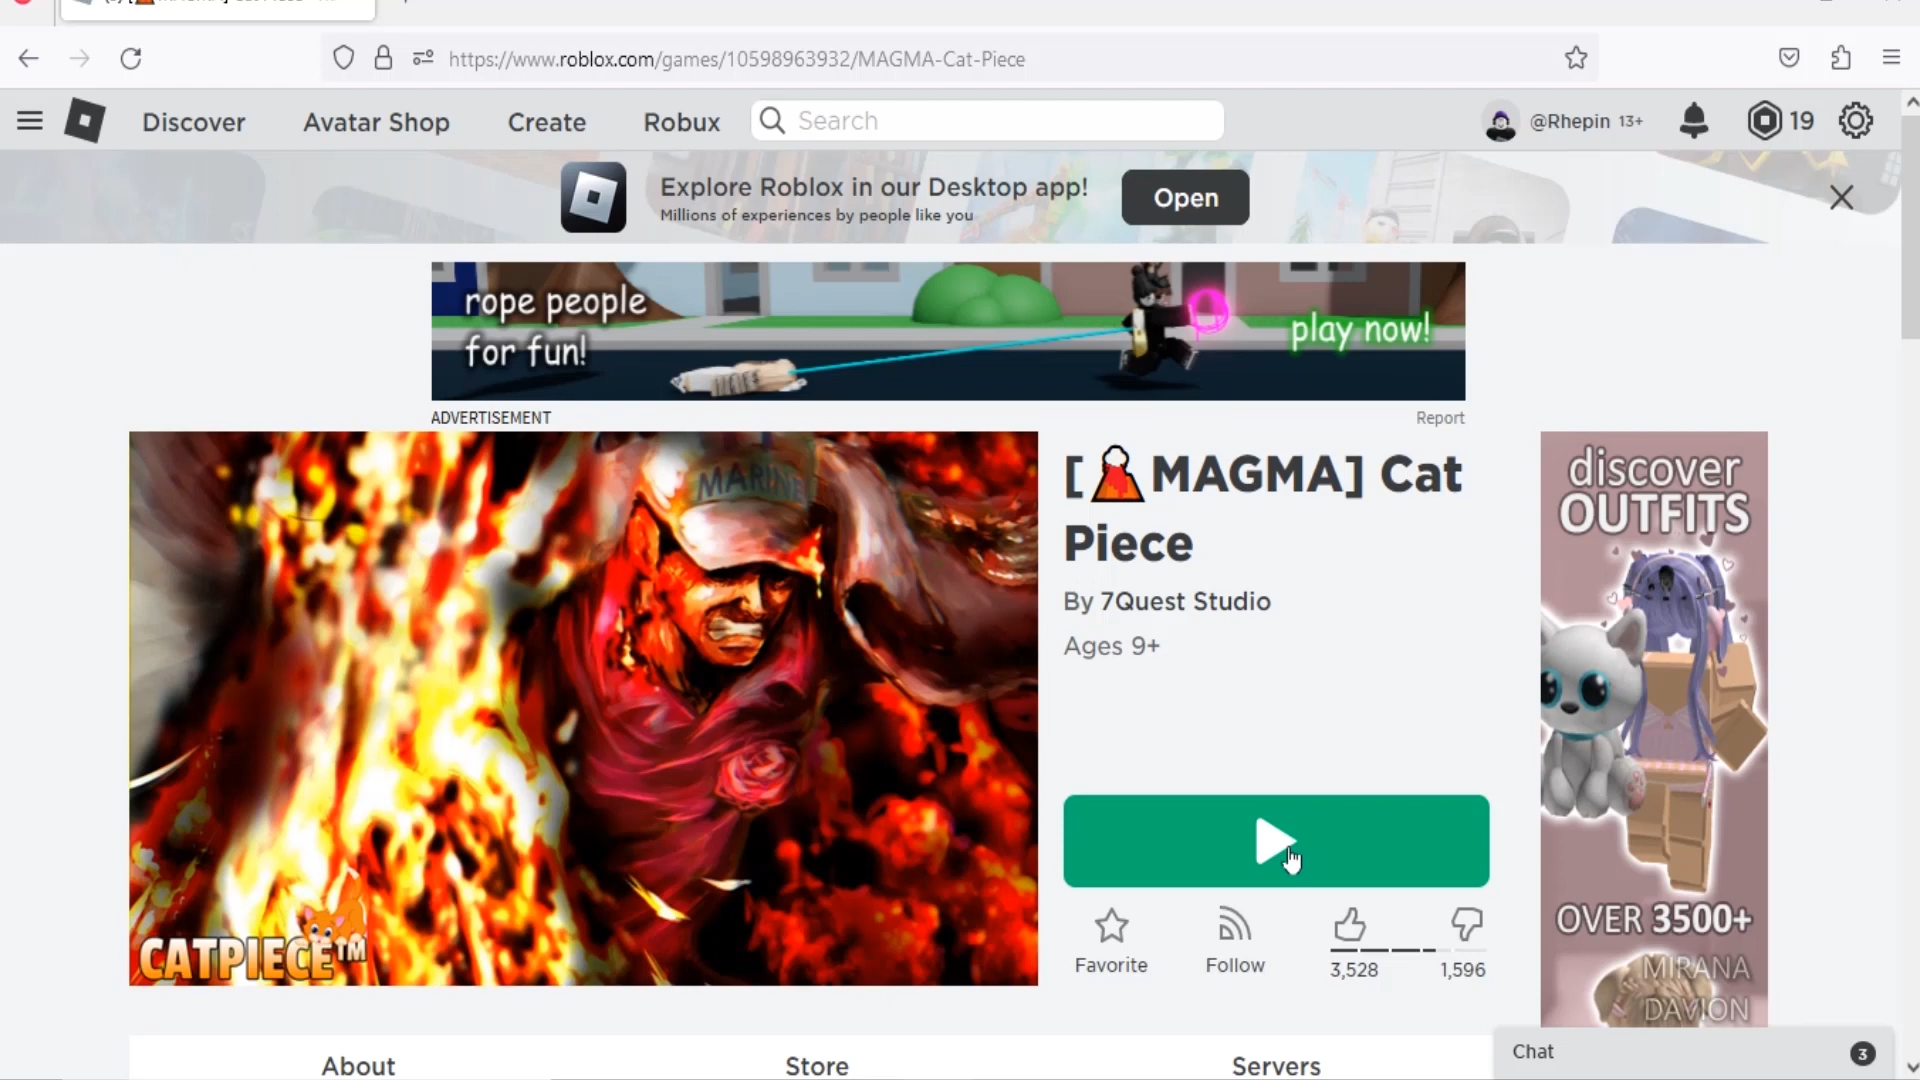 https://www.roblox.com/games/10598963932/MAGMA-Cat-Piece
Discover
Avatar Shop
Create
Robux
Search
@Rhepin 13+
19
Explore Roblox in our Desktop app!
Millions of experiences by people like you
Open
rope people
for fun!
play now!
ADVERTISEMENT
Report
MARINE
CATPIECE™
[🌋MAGMA] Cat
Piece
By 7Quest Studio
Ages 9+
Favorite
Follow
3,528
1,596
discover
OUTFITS
OVER 3500+
MIRANA
DAVION
About
Store
Servers
Chat
3